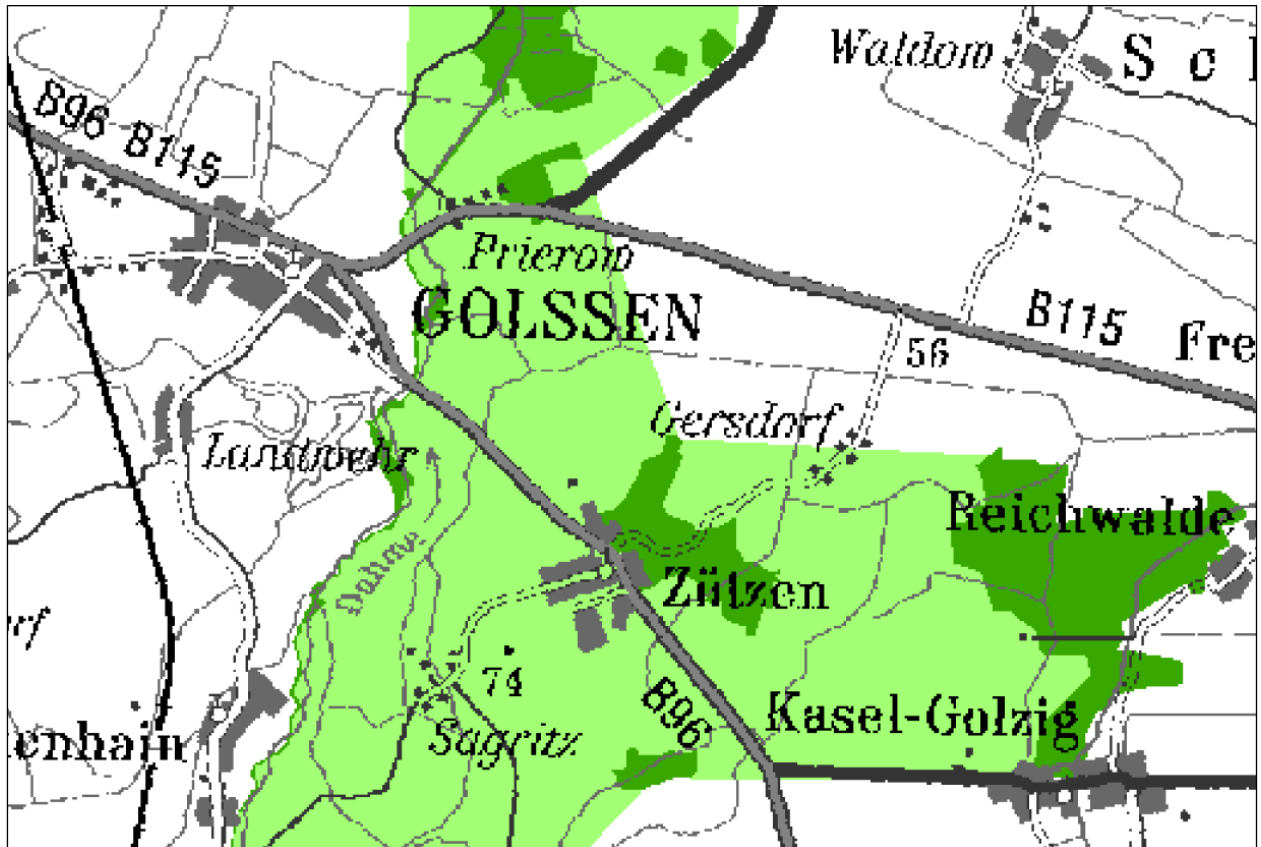 Waldow
S c
B96 B115
Prierow
GOLSSEN
B115
Fre
56
Gersdorf
Landwehr
Reichwalde
Dahme
Zützen
rf
74
B96
Kasel-Golzig
Sagritz
enhain